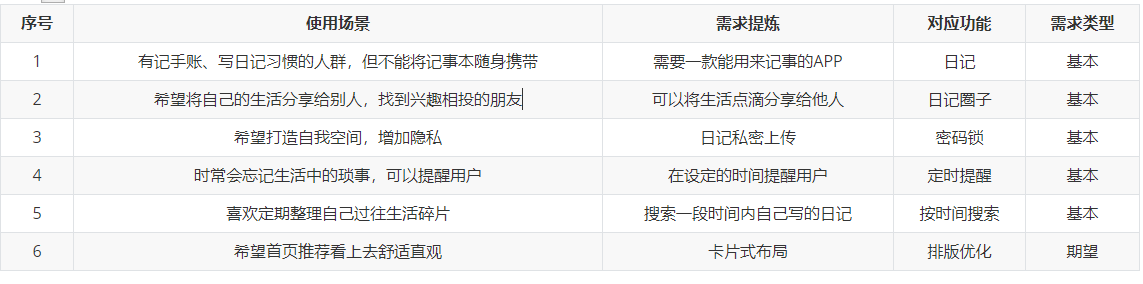 序号 使用场景 需求提炼 对应功能 需求类型
1 有记手账、写日记习惯的人群，但不能将记事本随身携带 需要一款能用来记事的APP 日记 基本
2 希望将自己的生活分享给别人，找到兴趣相投的朋友 可以将生活点滴分享给他人 日记圈子 基本
3 希望打造自我空间，增加隐私 日记私密上传 密码锁 基本
4 时常会忘记生活中的琐事，可以提醒用户 在设定的时间提醒用户 定时提醒 基本
5 喜欢定期整理自己过往生活碎片 搜索一段时间内自己写的日记 按时间搜索 基本
6 希望首页推荐看上去舒适直观 卡片式布局 排版优化 期望